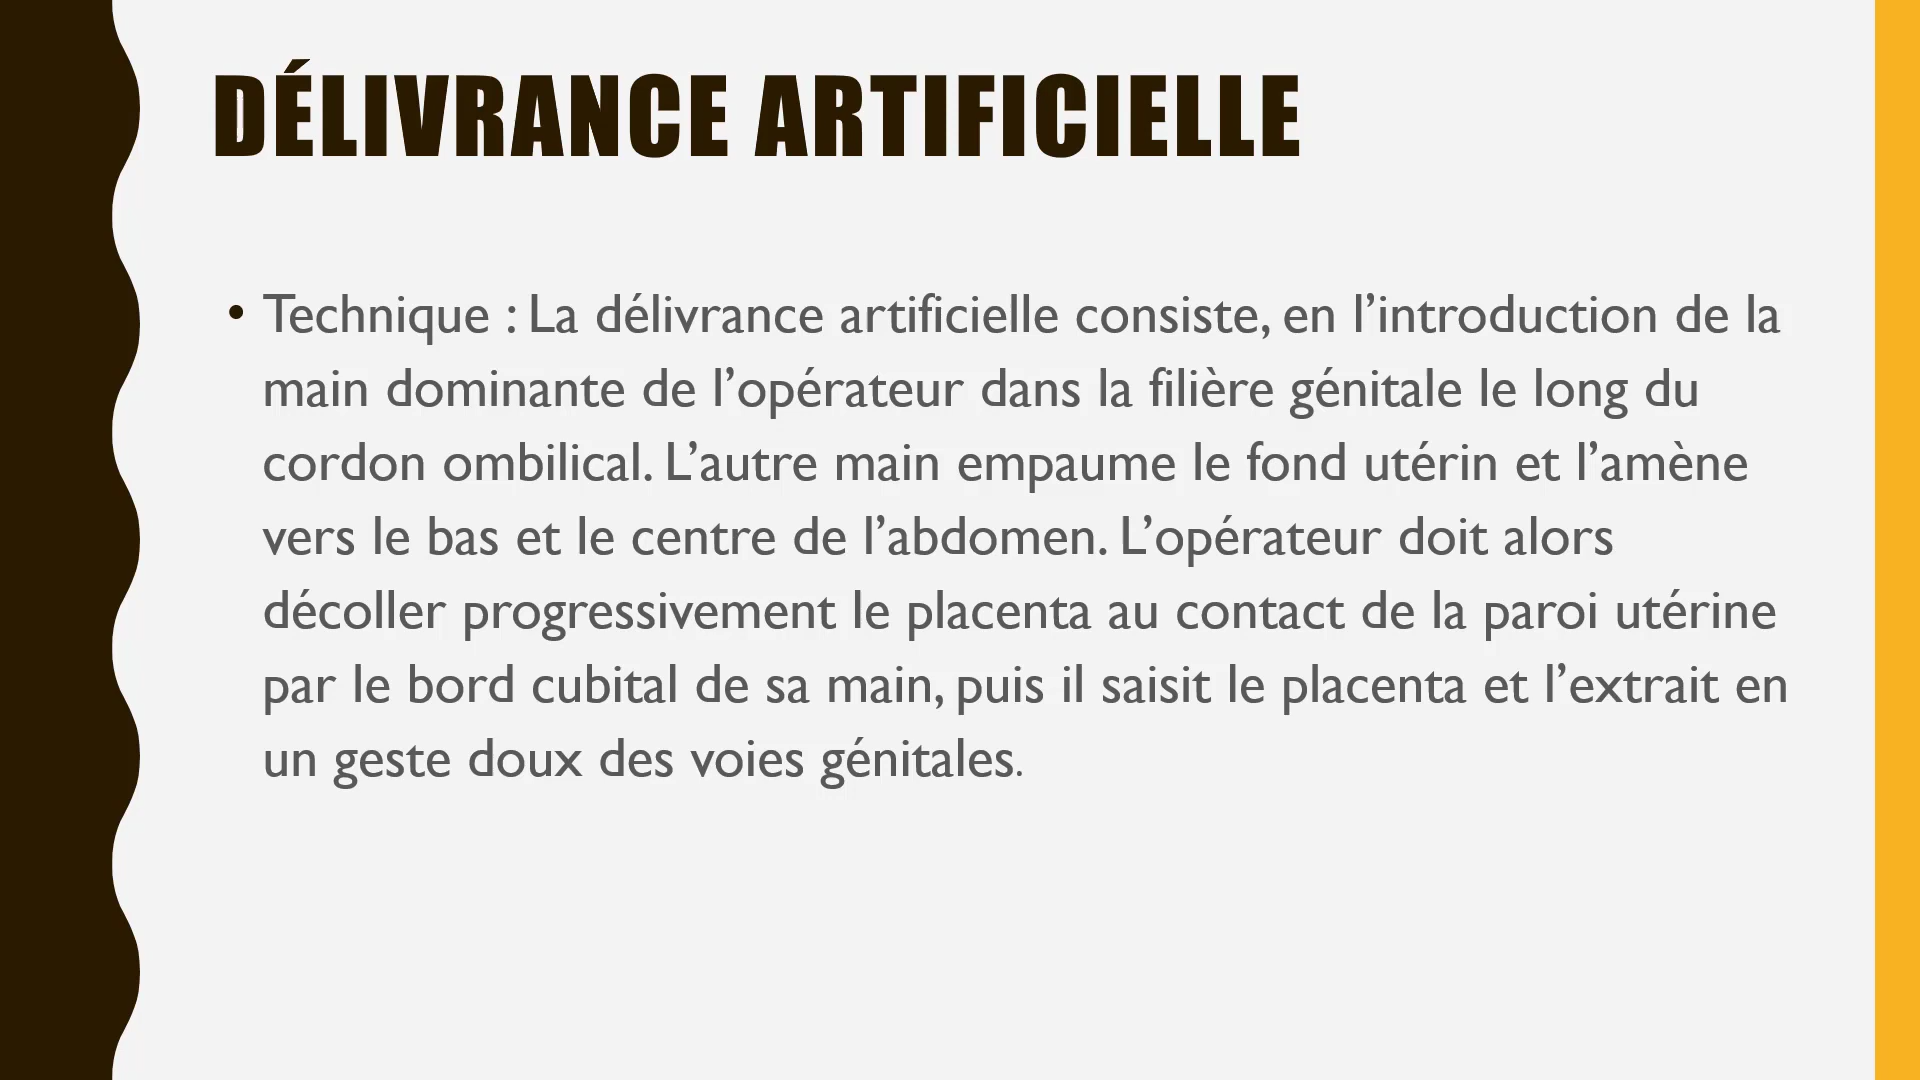 DÉLIVRANCE ARTIFICIELLE
• Technique : La délivrance artificielle consiste, en l’introduction de la
main dominante de l’opérateur dans la filière génitale le long du
cordon ombilical. L’autre main empaume le fond utérin et l’amène
vers le bas et le centre de l’abdomen. L’opérateur doit alors
décoller progressivement le placenta au contact de la paroi utérine
par le bord cubital de sa main, puis il saisit le placenta et l’extrait en
un geste doux des voies génitales.